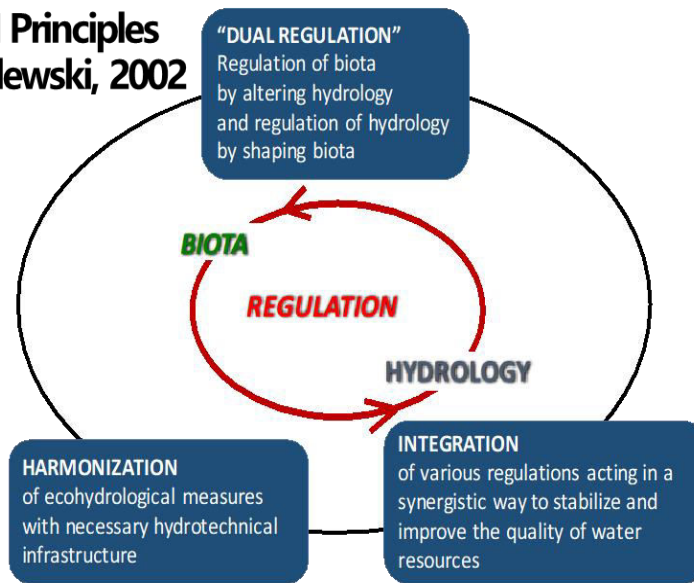 Principles
lewski, 2002
“DUAL REGULATION”
Regulation of biota
by altering hydrology
and regulation of hydrology
by shaping biota
BIOTA
REGULATION
HYDROLOGY
HARMONIZATION
of ecohydrological measures
with necessary hydrotechnical
infrastructure
INTEGRATION
of various regulations acting in a
synergistic way to stabilize and
improve the quality of water
resources